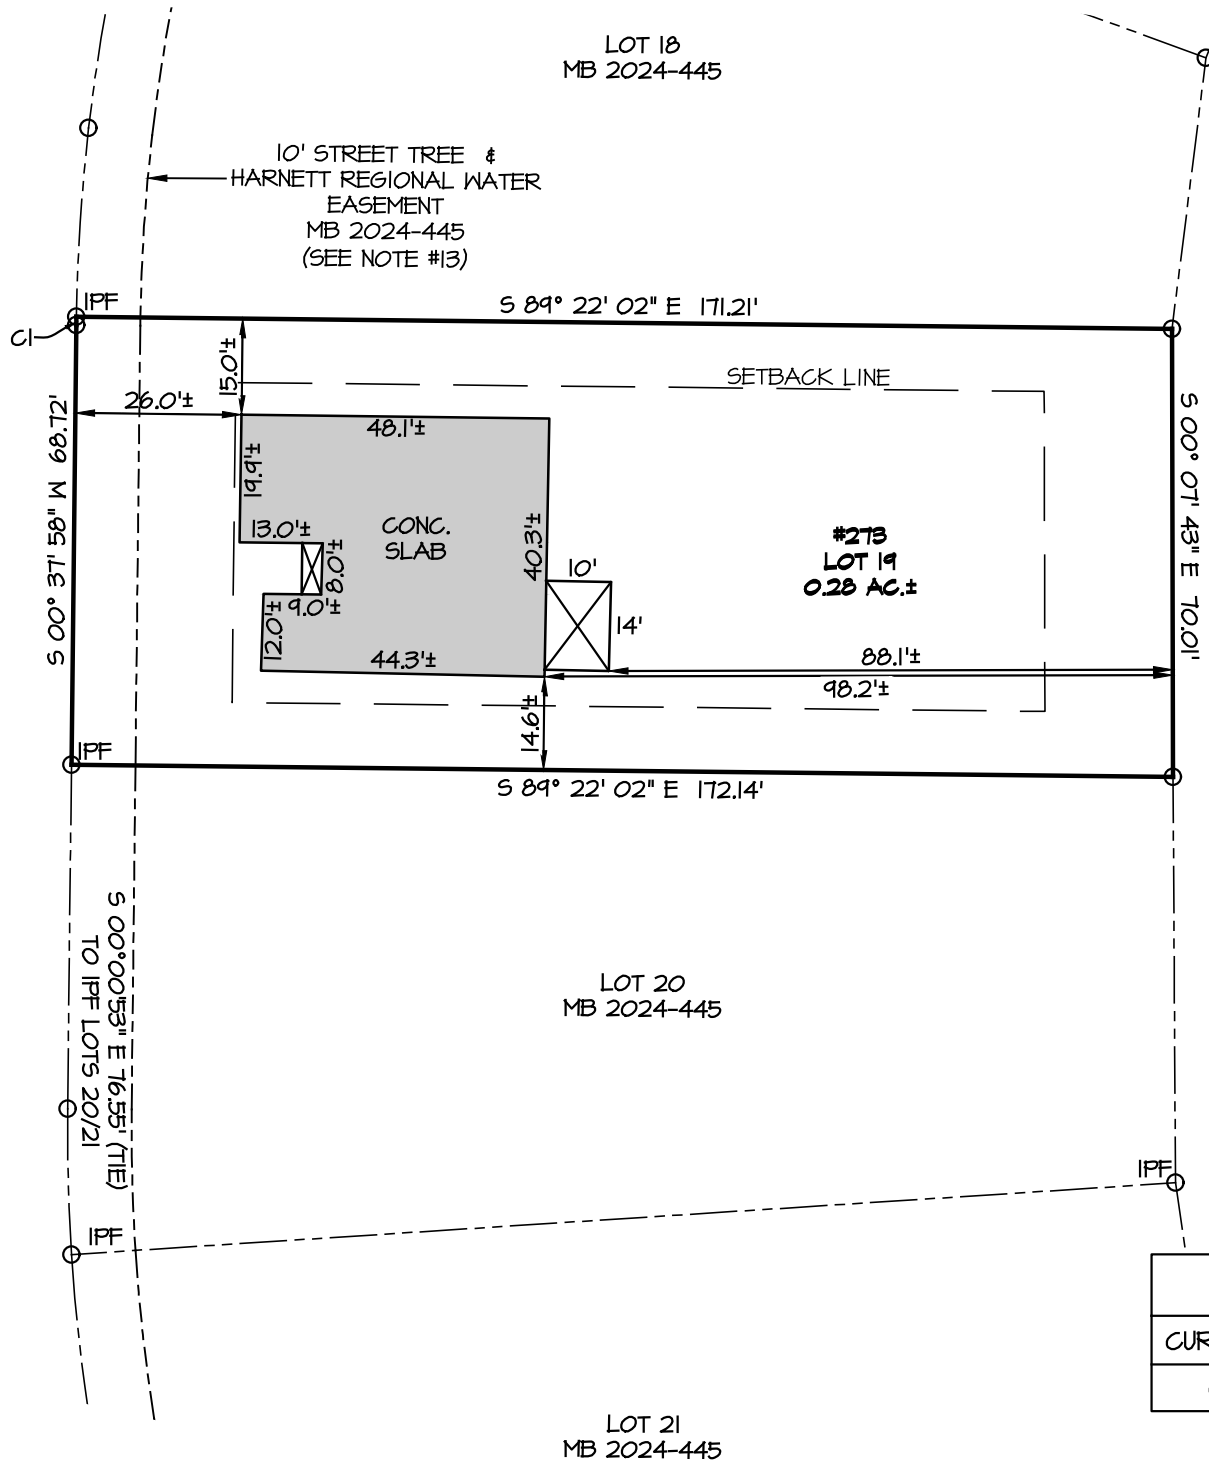 LOT 18
MB 2024-445
10' STREET TREE &
HARNETT REGIONAL WATER
EASEMENT
MB 2024-445
(SEE NOTE #13)
IPF
S 89° 22' 02" E 171.21'
C1
15.0'±
SETBACK LINE
26.0'±
48.1'±
S 00° 37' 58" W 68.72'
S 00° 07' 43" E 70.01'
19.9'±
13.0'±
CONC.
SLAB
40.3'±
8.0'±
#273
LOT 19
0.28 AC.±
10'
9.0'±
12.0'±
14'
44.3'±
88.1'±
98.2'±
14.6'±
IPF
S 89° 22' 02" E 172.14'
S 00°00'53" E 76.55' (TIE)
TO IPF LOTS 20/21
LOT 20
MB 2024-445
IPF
IPF
LOT 21
MB 2024-445